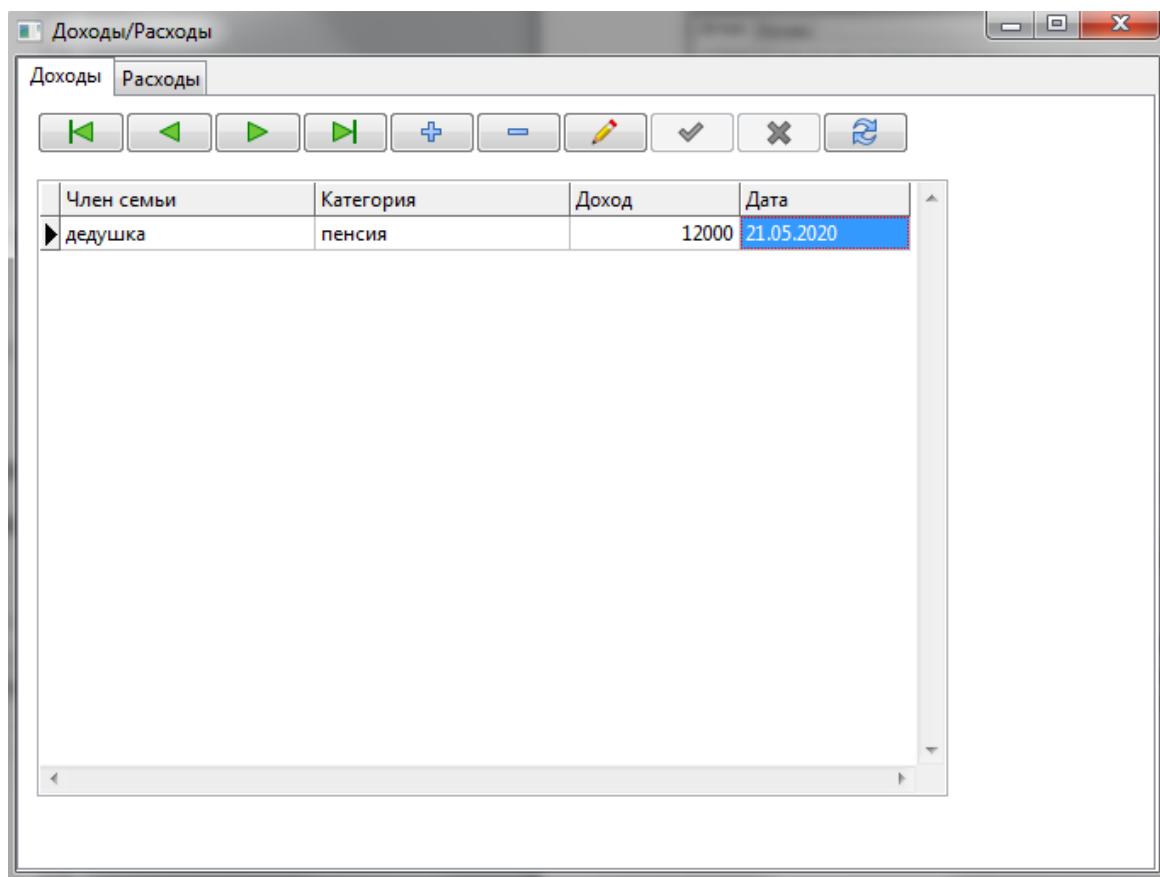 Доходы/Расходы
Доходы Расходы
Член семьи Категория Доход Дата
дедушка пенсия 12000 21.05.2020